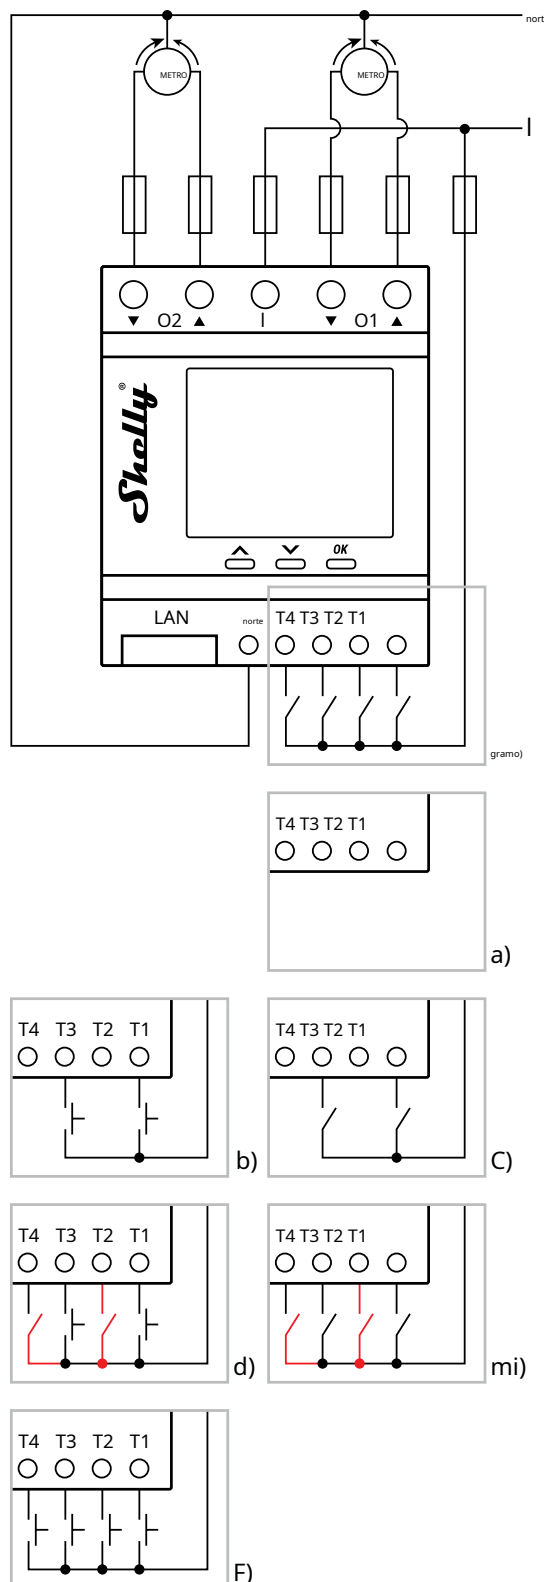 nort
METRO METRO
l
O2 I O1
Shelly®
OK
LAN norte T4 T3 T2 T1
gramo)
T4 T3 T2 T1
a)
T4 T3 T2 T1
b)
T4 T3 T2 T1
C)
T4 T3 T2 T1
d)
T4 T3 T2 T1
mi)
T4 T3 T2 T1
F)